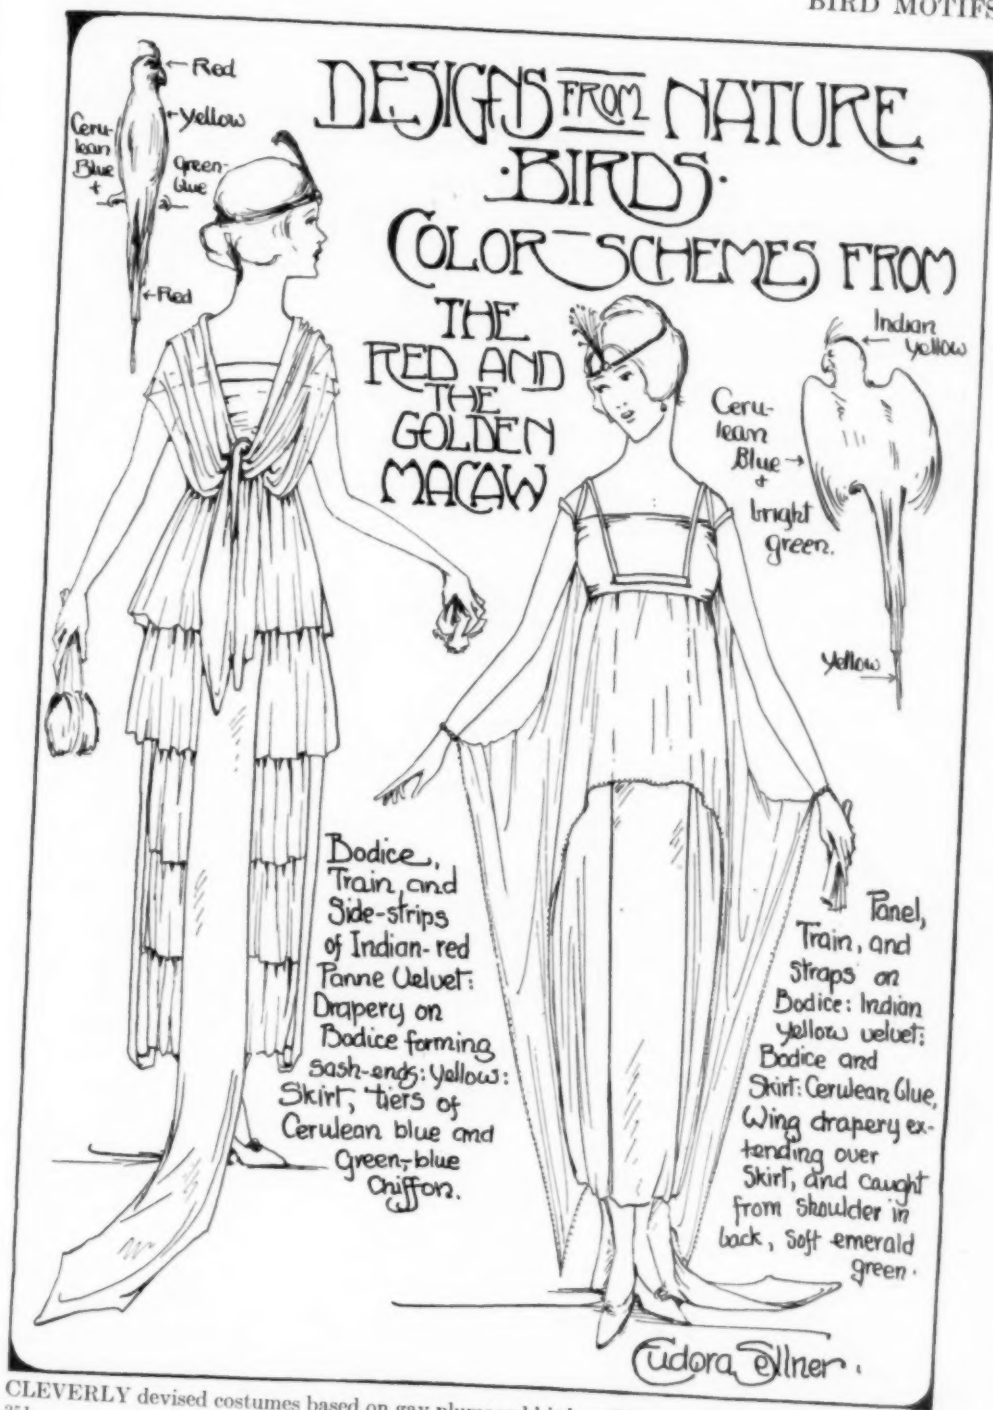 BIRD MOTIFS
DESIGNS FROM NATURE
·BIRDS·
COLOR-SCHEMES FROM
THE
RED AND
THE
GOLDEN
MACAW
Red
Yellow
Ceru-
lean
Blue
+
Green-
blue
Red
Indian
Yellow
Ceru-
lean
Blue
+
bright
green.
Yellow
Bodice,
Train, and
Side-strips
of Indian-red
Panne Velvet:
Drapery on
Bodice forming
sash-ends: Yellow:
Skirt, tiers of
Cerulean blue and
Green-blue
Chiffon.
Panel,
Train, and
straps on
Bodice: Indian
Yellow velvet:
Bodice and
Skirt: Cerulean Blue,
Wing drapery ex-
tending over
Skirt, and caught
from shoulder in
back, soft emerald
green.
Eudora Sellner.
CLEVERLY devised costumes based on gay